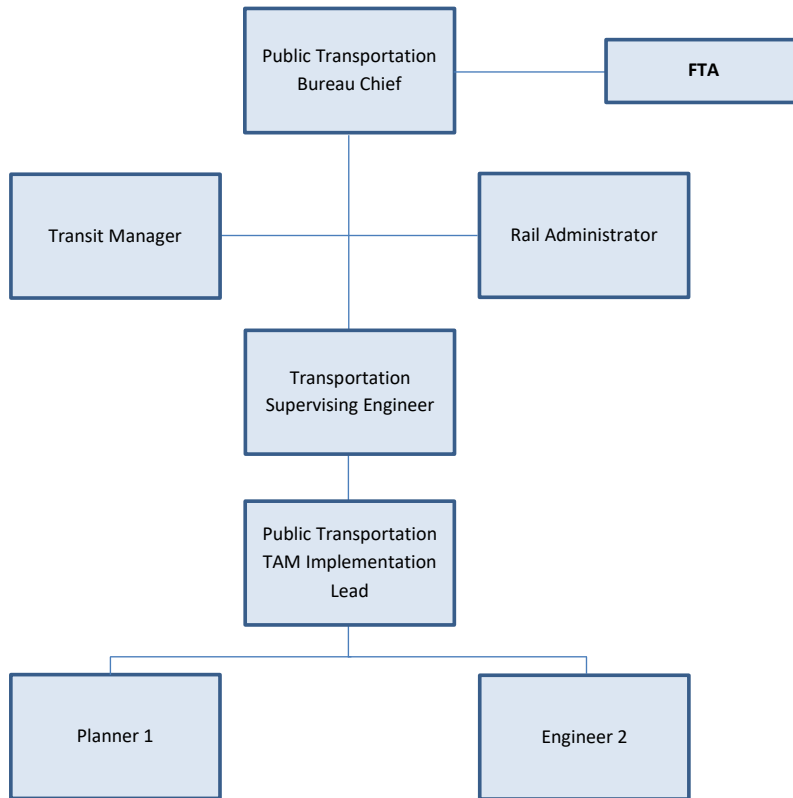 Public Transportation
Bureau Chief
FTA
Transit Manager
Rail Administrator
Transportation
Supervising Engineer
Public Transportation
TAM Implementation
Lead
Planner 1
Engineer 2